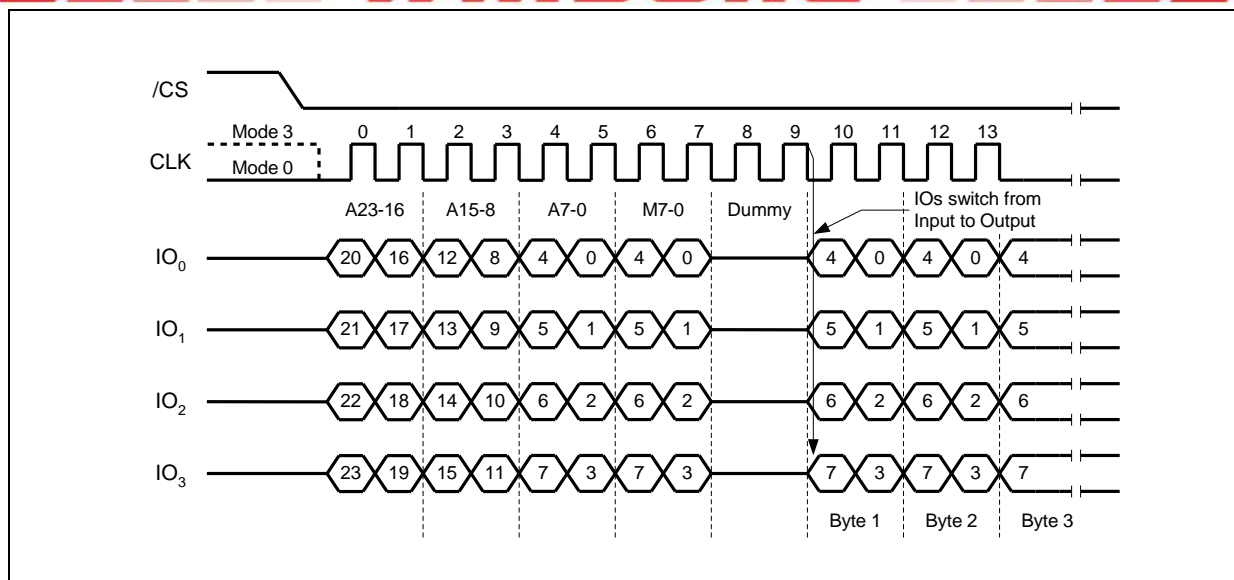 /CS
Mode 3 0 1 2 3 4 5 6 7 8 9 10 11 12 13
CLK
Mode 0
A23-16 A15-8 A7-0 M7-0 Dummy IOs switch from
Input to Output
IO0 20 16 12 8 4 0 4 0 4 0 4 0 4
IO1 21 17 13 9 5 1 5 1 5 1 5 1 5
IO2 22 18 14 10 6 2 6 2 6 2 6 2 6
IO3 23 19 15 11 7 3 7 3 7 3 7 3 7
Byte 1 Byte 2 Byte 3